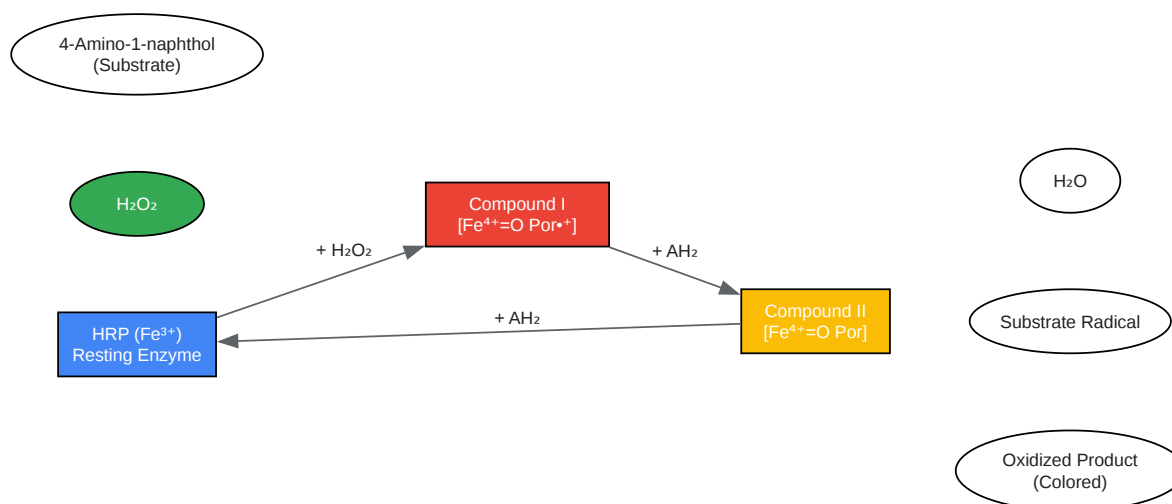 4-Amino-1-naphthol
(Substrate)
H₂O₂
Compound I
[Fe⁴⁺=O Por•⁺]
H₂O
+ H₂O₂
+ AH₂
HRP (Fe³⁺)
Resting Enzyme
+ AH₂
Compound II
[Fe⁴⁺=O Por]
Substrate Radical
Oxidized Product
(Colored)